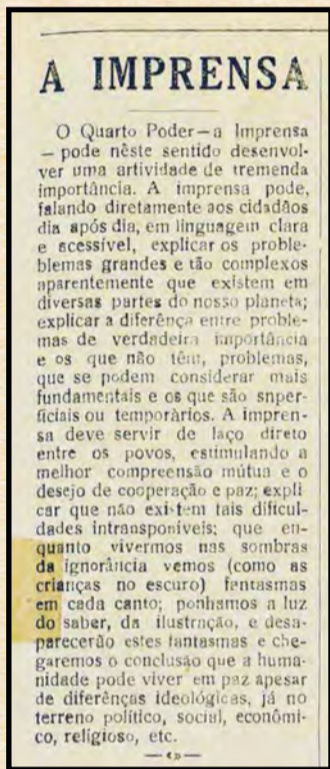 A IMPRENSA
O Quarto Poder—a Imprensa
— pode nêste sentido desenvol-
ver uma artividade de tremenda
importância. A imprensa pode,
falando diretamente aos cidadãos
dia após dia, em linguagem clara
e acessível, explicar os proble-
blemas grandes e tão complexos
aparentemente que existem em
diversas partes do nosso planeta;
explicar a diferênça entre proble-
mas de verdadeira importância
e os que não têm, problemas,
que se podem considerar mais
fundamentais e os que são snper-
ficiais ou temporàrios. A impren-
sa deve servir de laço direto
entre os povos, estimulando a
melhor compreensão mútua e o
desejo de cooperação e paz; expli
car que não existem tais dificul-
dades intransponíveis; que en-
quanto vivermos nas sombras
da ignorância vemos (como as
crianças no escuro) fantasmas
em cada canto; ponhamos a luz
do saber, da ilustração, e desa-
parecerão estes fantasmas e che-
garemos o conclusão que a huma-
nidade pode viver em paz apesar
de diferênças ideológicas, já no
terreno político, social, econômi-
co, religioso, etc.